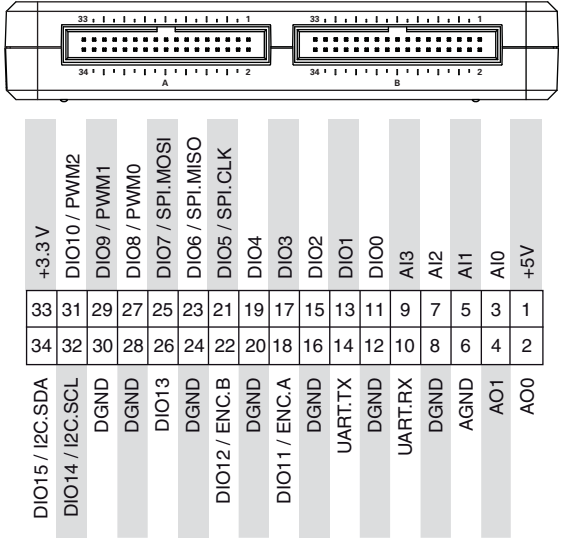 33 1 33 1
34 2 34 2
A B
+3.3 V DIO10 / PWM2 DIO9 / PWM1 DIO8 / PWM0 DIO7 / SPI.MOSI DIO6 / SPI.MISO DIO5 / SPI.CLK DIO4 DIO3 DIO2 DIO1 DIO0 AI3 AI2 AI1 AI0 +5V
33 31 29 27 25 23 21 19 17 15 13 11 9 7 5 3 1
34 32 30 28 26 24 22 20 18 16 14 12 10 8 6 4 2
DIO15 / I2C.SDA DIO14 / I2C.SCL DGND DGND DIO13 DGND DIO12 / ENC.B DGND DIO11 / ENC.A DGND UART.TX DGND UART.RX DGND AGND AO1 AO0